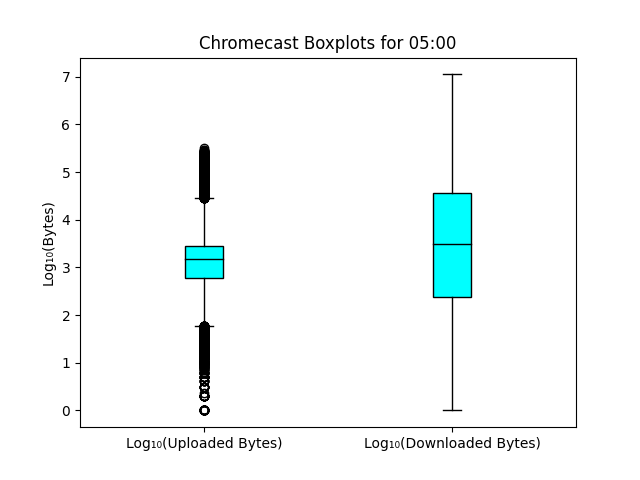 Chromecast Boxplots for 05:00
7
6
5
4
3
2
1
0
Log₁₀(Bytes)
Log₁₀(Uploaded Bytes)
Log₁₀(Downloaded Bytes)